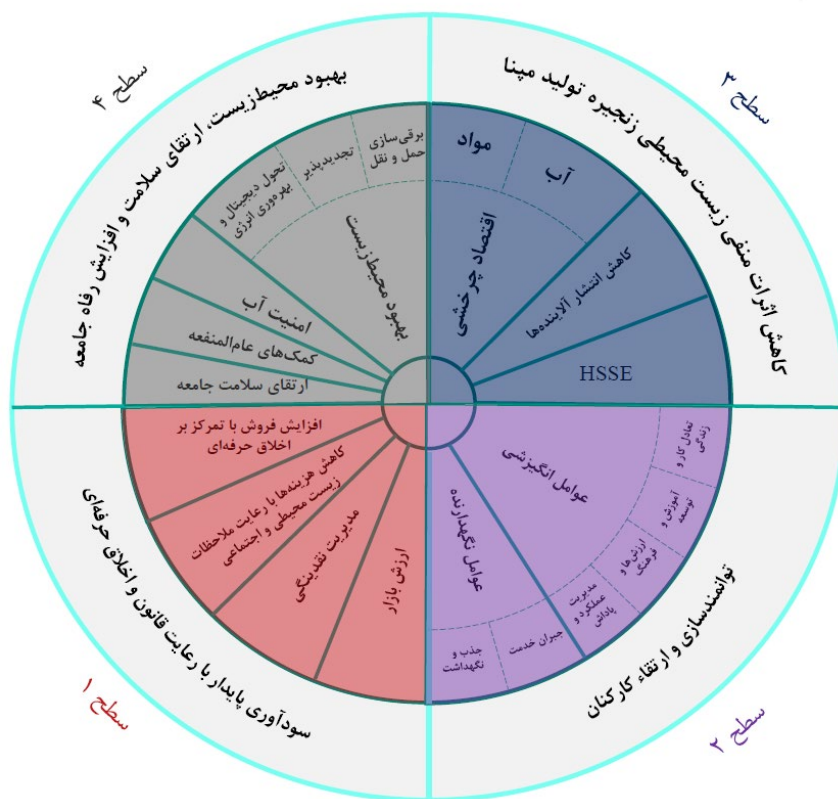 سطح ۳
کاهش اثرات منفی زیست محیطی زنجیره تولید مپنا
مواد
آب
اقتصاد چرخشی
کاهش انتشار آلاینده‌ها
HSSE
سطح ۴
بهبود محیط‌زیست، ارتقای سلامت و افزایش رفاه جامعه
برقی‌سازی
حمل و نقل
تجدیدپذیر
تحول دیجیتال و
بهره‌وری انرژی
بهبود محیط‌زیست
امنیت آب
کمک‌های عام‌المنفعه
ارتقای سلامت جامعه
سطح ۱
سودآوری پایدار با رعایت قانون و اخلاق حرفه‌ای
افزایش فروش با تمرکز بر
اخلاق حرفه‌ای
کاهش هزینه‌ها با رعایت ملاحظات
زیست محیطی و اجتماعی
مدیریت نقدینگی
ارزش بازار
سطح ۲
توانمندسازی و ارتقاء کارکنان
عوامل انگیزشی
تعادل کار و
زندگی
آموزش و
توسعه
ارزش‌ها و
فرهنگ
مدیریت
عملکرد و
پاداش
عوامل نگهدارنده
جبران خدمت
جذب و
نگهداشت